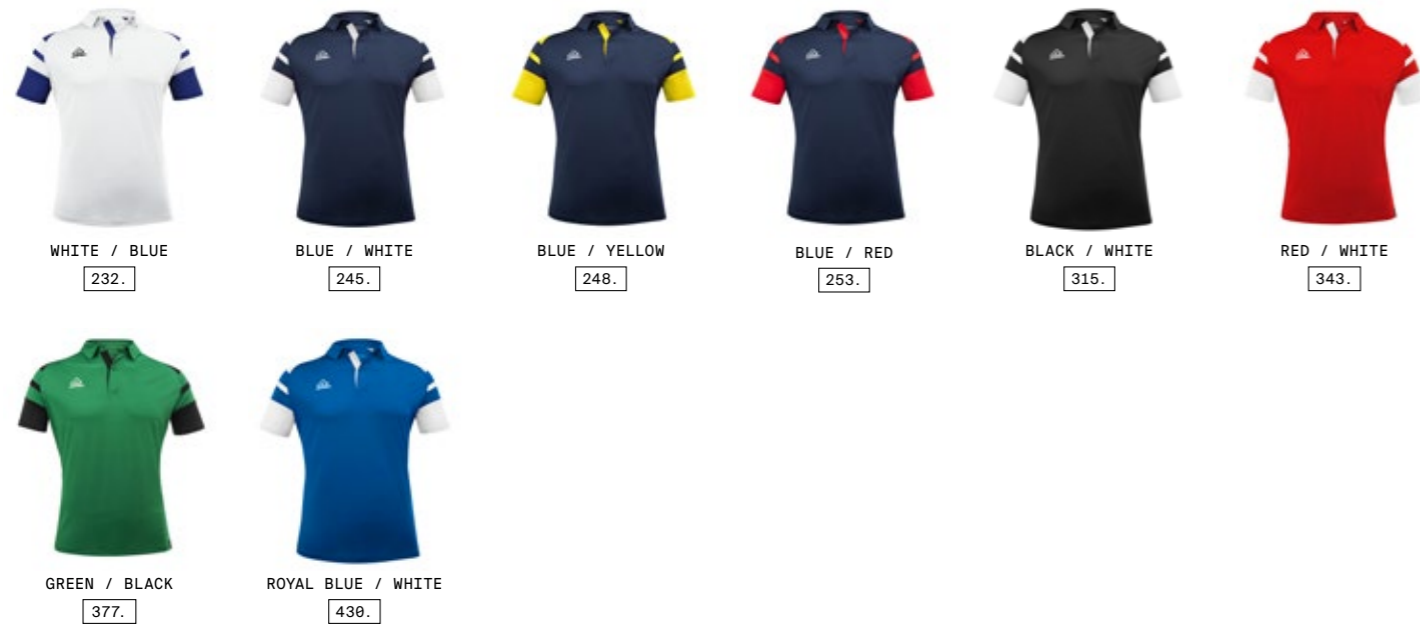 WHITE / BLUE
232.
BLUE / WHITE
245.
BLUE / YELLOW
248.
BLUE / RED
253.
BLACK / WHITE
315.
RED / WHITE
343.
GREEN / BLACK
377.
ROYAL BLUE / WHITE
430.